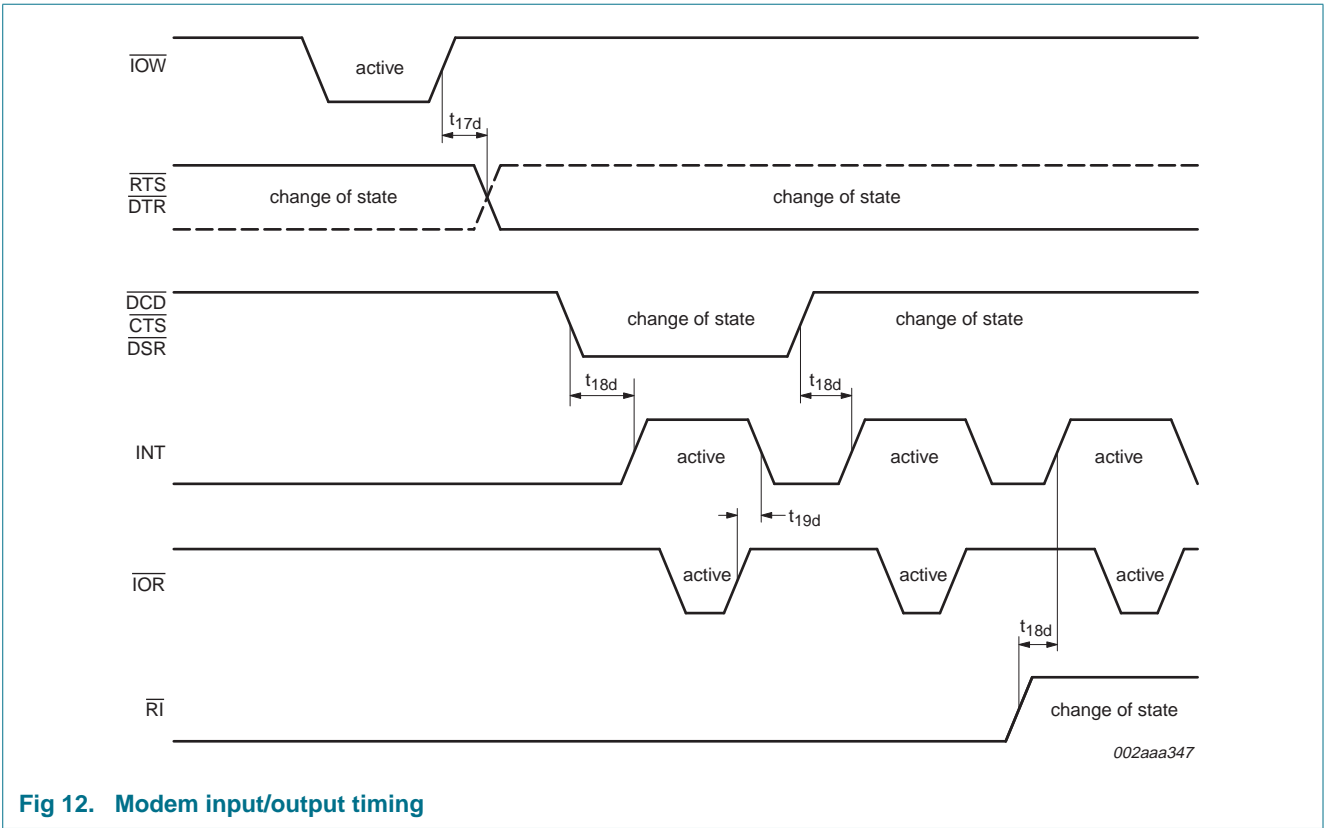 IOW
active
t17d
RTS
DTR
change of state
change of state
DCD
CTS
DSR
change of state
change of state
t18d
t18d
INT
active
active
active
t19d
IOR
active
active
active
t18d
RI
change of state
002aaa347
Fig 12. Modem input/output timing